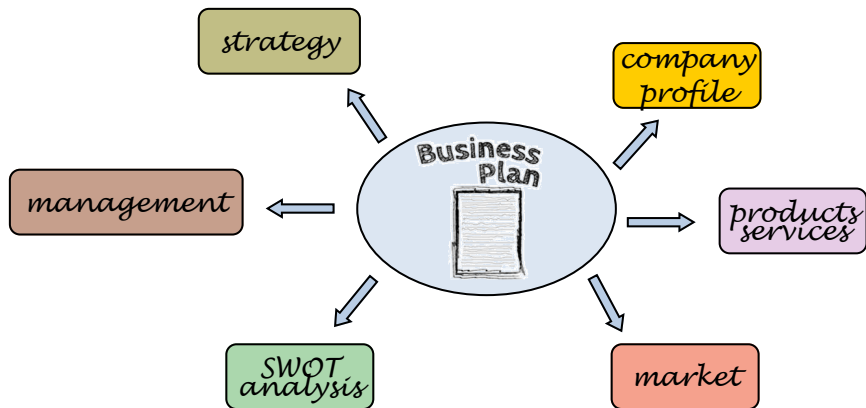 strategy
company
profile
Business
Plan
management
products
services
SWOT
analysis
market